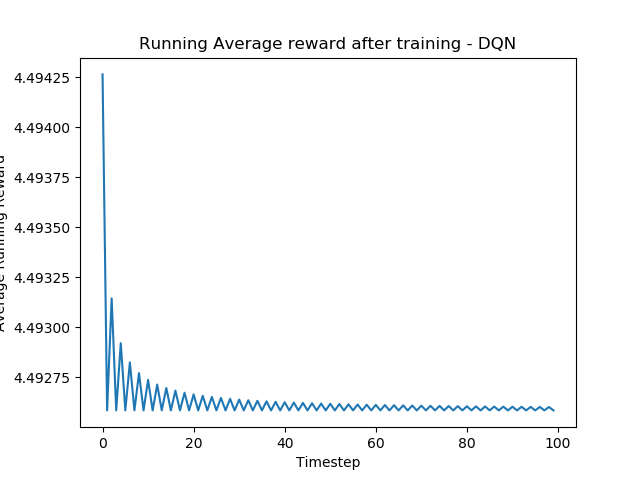 Running Average reward after training - DQN
4.49425
4.49400
4.49375
4.49350
4.49325
4.49300
4.49275
Average Running Reward
0 20 40 60 80 100
Timestep